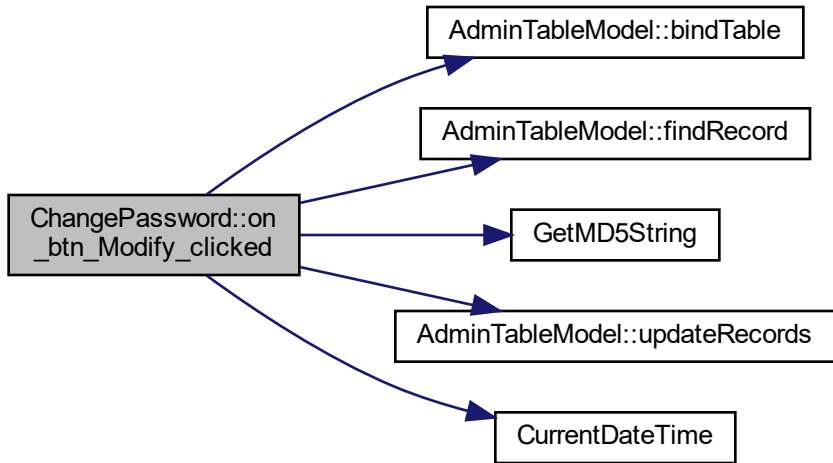 AdminTableModel::bindTable
AdminTableModel::findRecord
ChangePassword::on
_btn_Modify_clicked
GetMD5String
AdminTableModel::updateRecords
CurrentDateTime